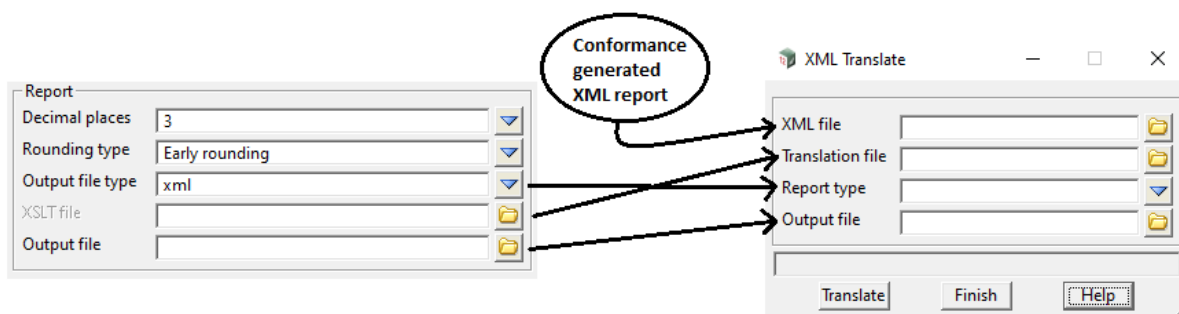 Conformance
generated
XML report
Report
Decimal places 3
Rounding type Early rounding
Output file type xml
XSLT file
Output file
XML Translate
XML file
Translation file
Report type
Output file
Translate Finish Help